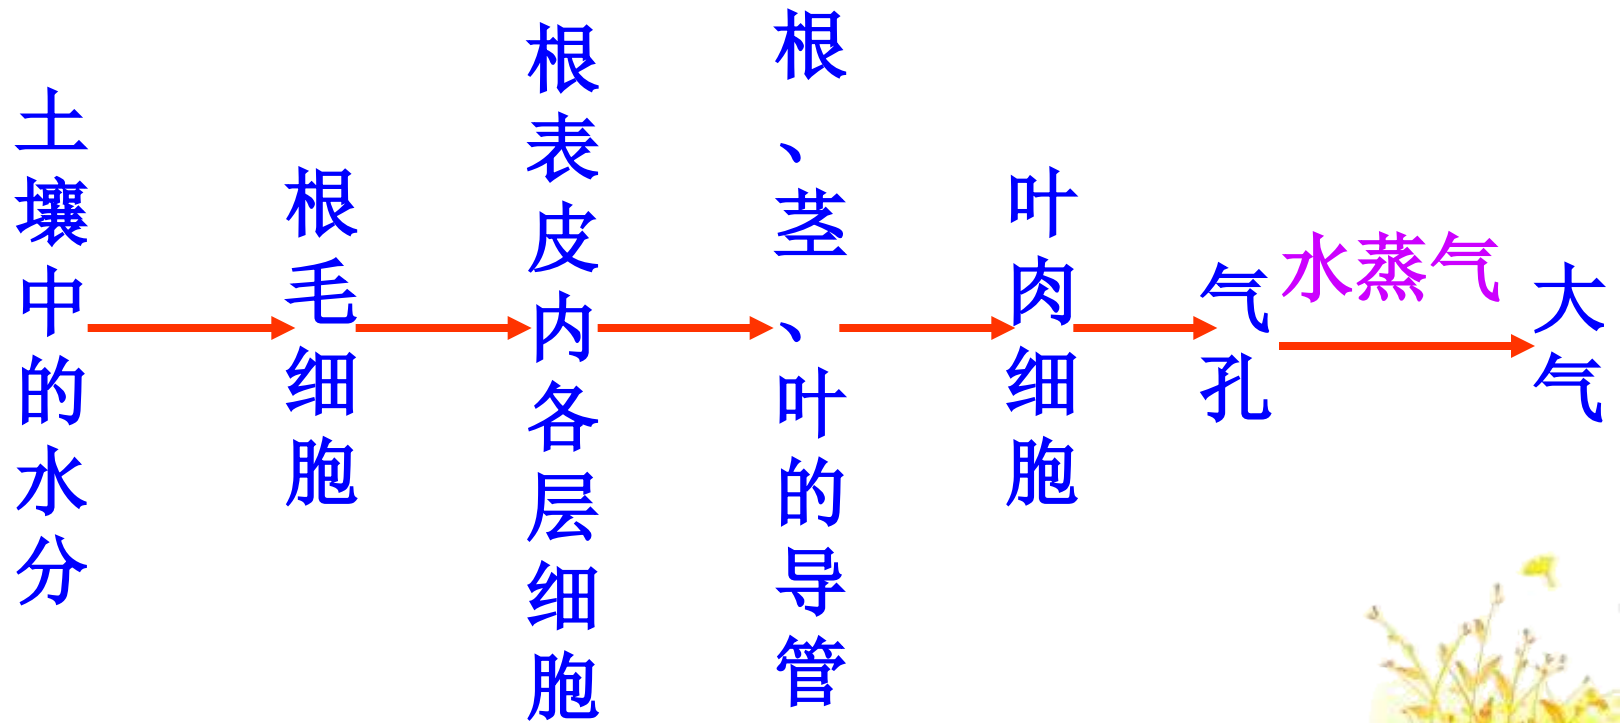 土壤中的水分
根毛细胞
根表皮内各层细胞
根、茎、叶的导管
叶肉细胞
气孔
水蒸气
大气